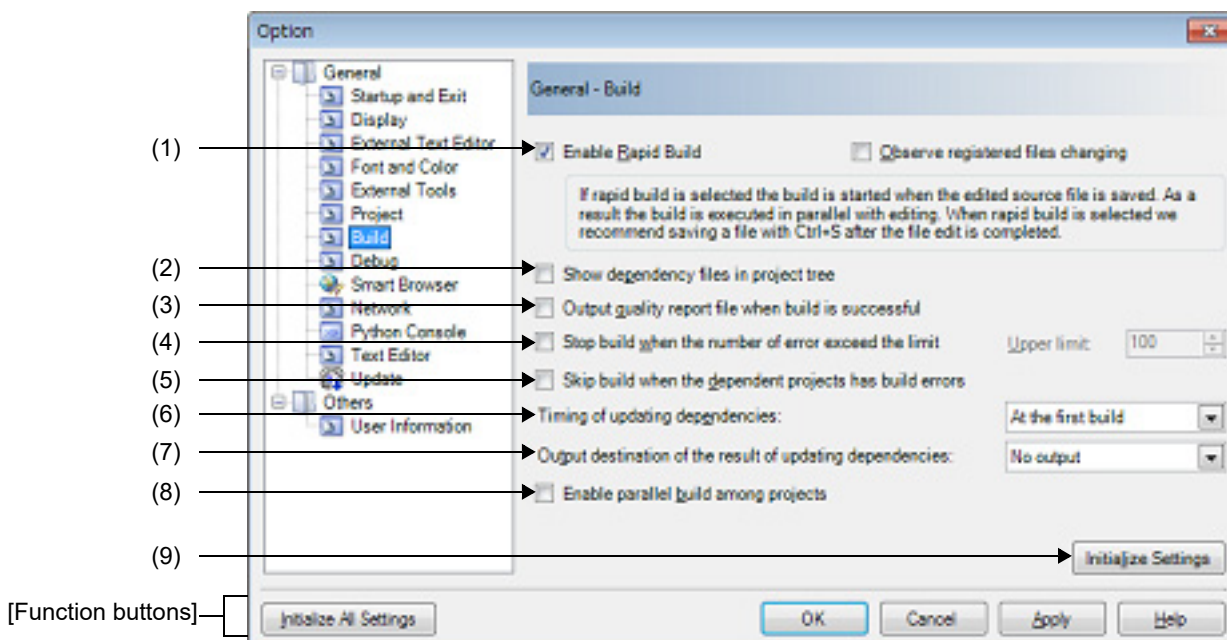 Option
General
Startup and Exit
Display
External Text Editor
Font and Color
External Tools
Project
Build
Debug
Smart Browser
Network
Python Console
Text Editor
Update
Others
User Information
General - Build
(1)
Enable Rapid Build
Observe registered files changing
If rapid build is selected the build is started when the edited source file is saved. As a
result the build is executed in parallel with editing. When rapid build is selected we
recommend saving a file with Ctrl+S after the file edit is completed.
(2)
Show dependency files in project tree
(3)
Output quality report file when build is successful
(4)
Stop build when the number of error exceed the limit
Upper limit:
100
(5)
Skip build when the dependent projects has build errors
(6)
Timing of updating dependencies:
At the first build
(7)
Output destination of the result of updating dependencies:
No output
(8)
Enable parallel build among projects
(9)
Initialize Settings
[Function buttons]
Initialize All Settings
OK
Cancel
Apply
Help